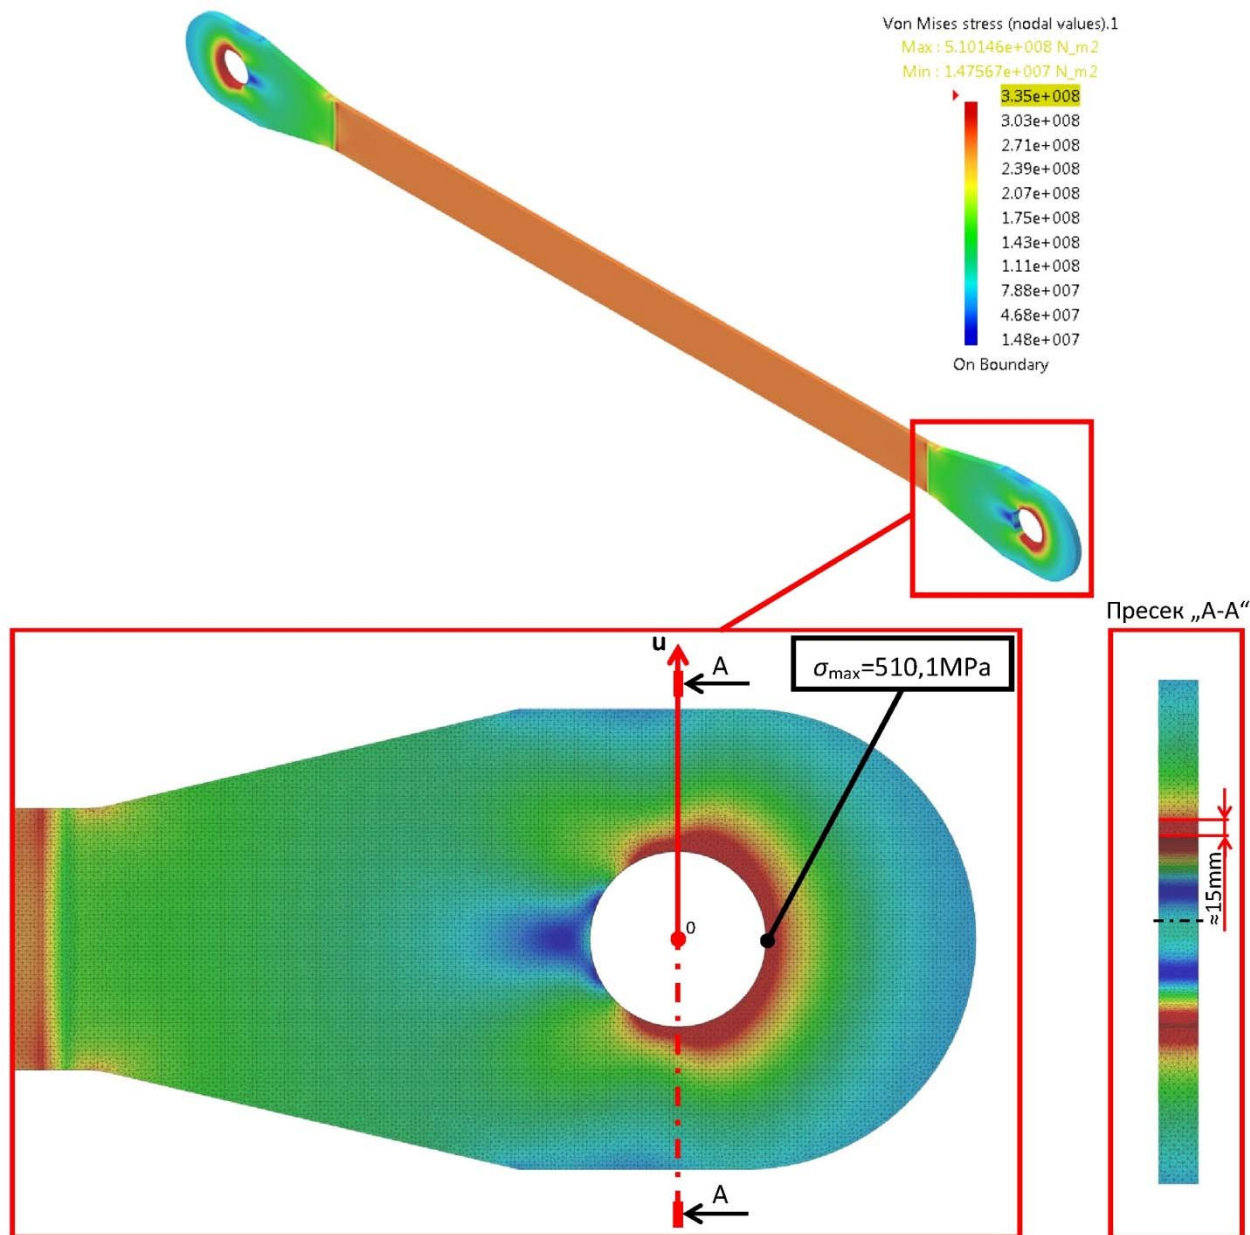 Von Mises stress (nodal values).1
Max : 5.10146e+008 N_m2
Min : 1.47567e+007 N_m2
3.35e+008
3.03e+008
2.71e+008
2.39e+008
2.07e+008
1.75e+008
1.43e+008
1.11e+008
7.88e+007
4.68e+007
1.48e+007
On Boundary
Пресек „A-A“
u
A
σmax=510,1MPa
0
A
≈15mm